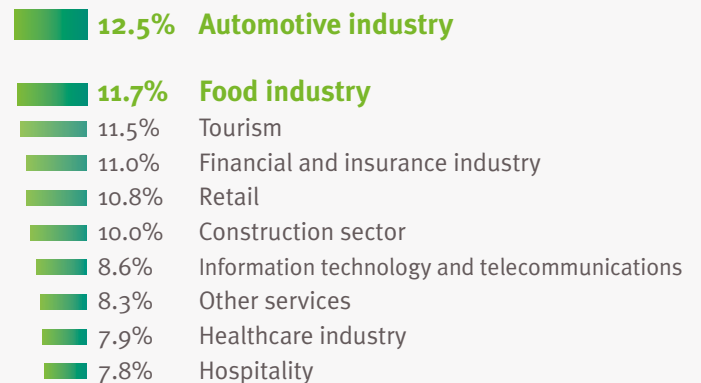 12.5% Automotive industry
11.7% Food industry
11.5% Tourism
11.0% Financial and insurance industry
10.8% Retail
10.0% Construction sector
8.6% Information technology and telecommunications
8.3% Other services
7.9% Healthcare industry
7.8% Hospitality